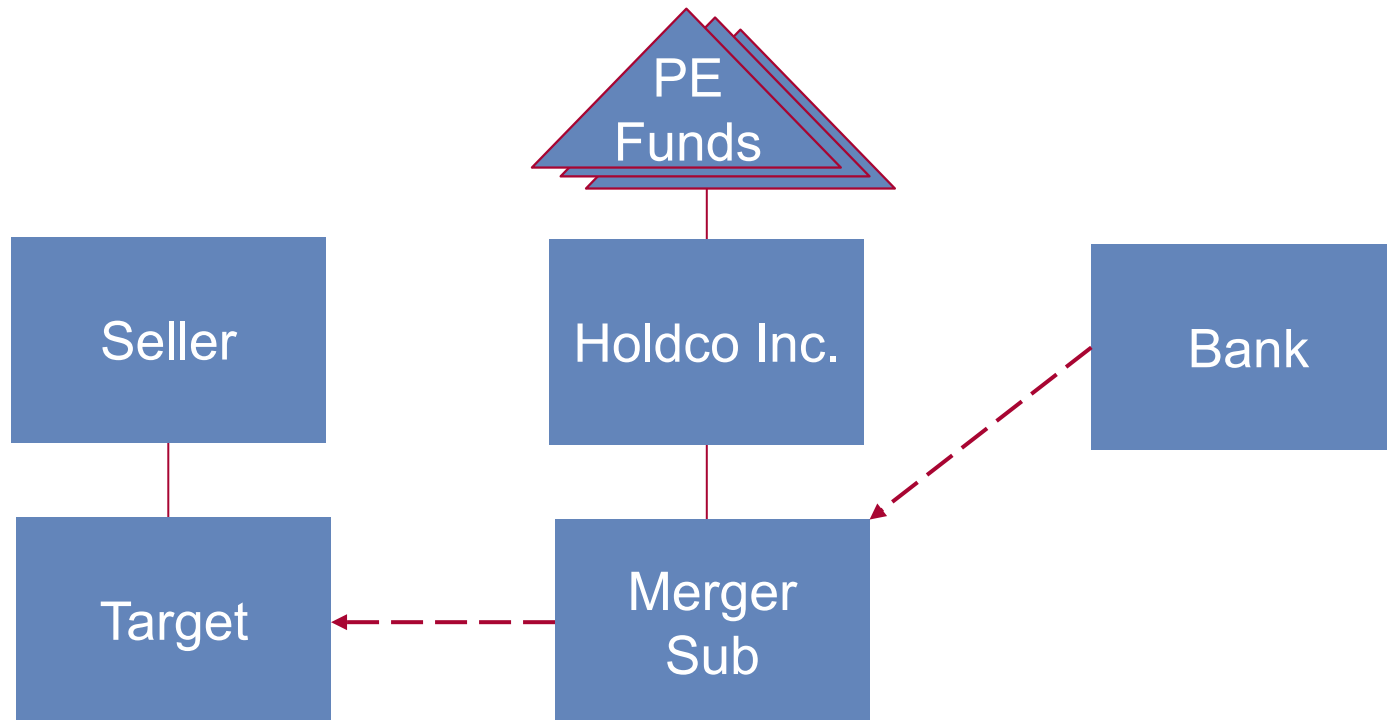 PE
Funds
Seller
Holdco Inc.
Bank
Target
Merger
Sub